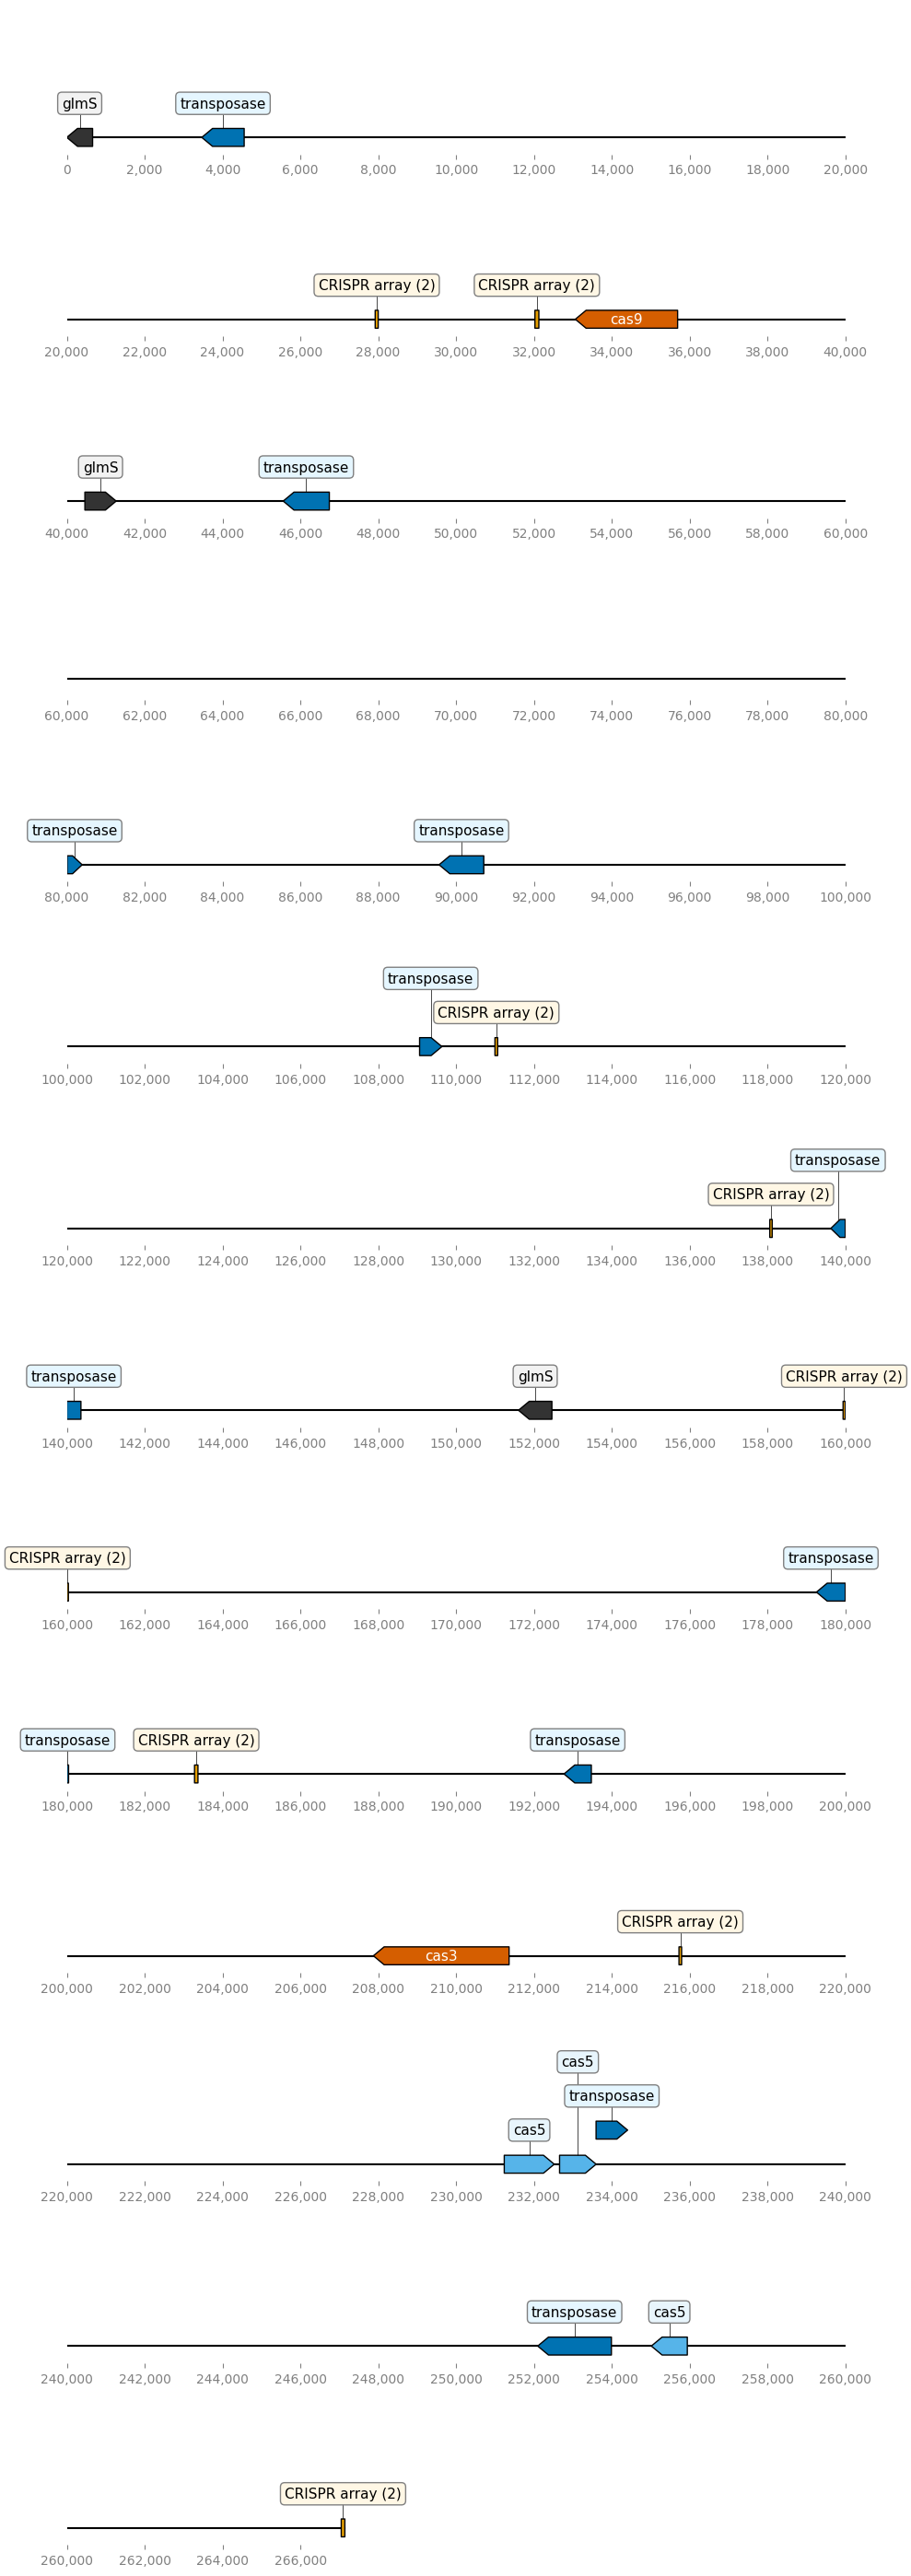 glmS transposase
0 2,000 4,000 6,000 8,000 10,000 12,000 14,000 16,000 18,000 20,000
CRISPR array (2) CRISPR array (2)
cas9
20,000 22,000 24,000 26,000 28,000 30,000 32,000 34,000 36,000 38,000 40,000
glmS transposase
40,000 42,000 44,000 46,000 48,000 50,000 52,000 54,000 56,000 58,000 60,000
60,000 62,000 64,000 66,000 68,000 70,000 72,000 74,000 76,000 78,000 80,000
transposase transposase
80,000 82,000 84,000 86,000 88,000 90,000 92,000 94,000 96,000 98,000 100,000
transposase
CRISPR array (2)
100,000 102,000 104,000 106,000 108,000 110,000 112,000 114,000 116,000 118,000 120,000
transposase
CRISPR array (2)
120,000 122,000 124,000 126,000 128,000 130,000 132,000 134,000 136,000 138,000 140,000
transposase glmS CRISPR array (2)
140,000 142,000 144,000 146,000 148,000 150,000 152,000 154,000 156,000 158,000 160,000
CRISPR array (2) transposase
160,000 162,000 164,000 166,000 168,000 170,000 172,000 174,000 176,000 178,000 180,000
transposase CRISPR array (2) transposase
180,000 182,000 184,000 186,000 188,000 190,000 192,000 194,000 196,000 198,000 200,000
CRISPR array (2)
cas3
200,000 202,000 204,000 206,000 208,000 210,000 212,000 214,000 216,000 218,000 220,000
cas5
transposase
cas5
220,000 222,000 224,000 226,000 228,000 230,000 232,000 234,000 236,000 238,000 240,000
transposase cas5
240,000 242,000 244,000 246,000 248,000 250,000 252,000 254,000 256,000 258,000 260,000
CRISPR array (2)
260,000 262,000 264,000 266,000